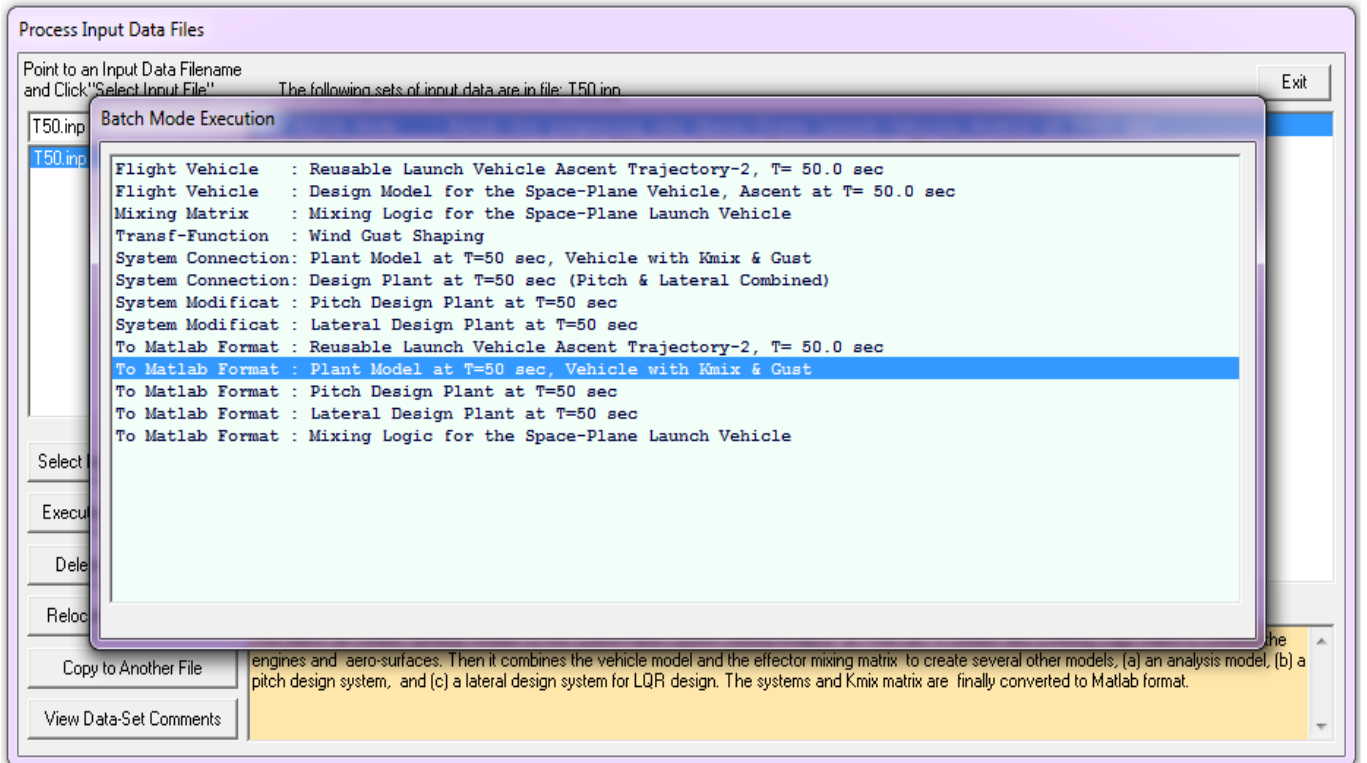 Process Input Data Files
Point to an Input Data Filename
and Click "Select Input File"
The following sets of input data are in file: T50.inp
Exit
T50.inp
T50.inp
Batch Mode Execution
Flight Vehicle : Reusable Launch Vehicle Ascent Trajectory-2, T= 50.0 sec
Flight Vehicle : Design Model for the Space-Plane Vehicle, Ascent at T= 50.0 sec
Mixing Matrix : Mixing Logic for the Space-Plane Launch Vehicle
Transf-Function : Wind Gust Shaping
System Connection: Plant Model at T=50 sec, Vehicle with Kmix & Gust
System Connection: Design Plant at T=50 sec (Pitch & Lateral Combined)
System Modificat : Pitch Design Plant at T=50 sec
System Modificat : Lateral Design Plant at T=50 sec
To Matlab Format : Reusable Launch Vehicle Ascent Trajectory-2, T= 50.0 sec
To Matlab Format : Plant Model at T=50 sec, Vehicle with Kmix & Gust
To Matlab Format : Pitch Design Plant at T=50 sec
To Matlab Format : Lateral Design Plant at T=50 sec
To Matlab Format : Mixing Logic for the Space-Plane Launch Vehicle
Select
Execu
Dele
Reloc
Copy to Another File
View Data-Set Comments
the
engines and aero-surfaces. Then it combines the vehicle model and the effector mixing matrix to create several other models, (a) an analysis model, (b) a
pitch design system, and (c) a lateral design system for LQR design. The systems and Kmix matrix are finally converted to Matlab format.